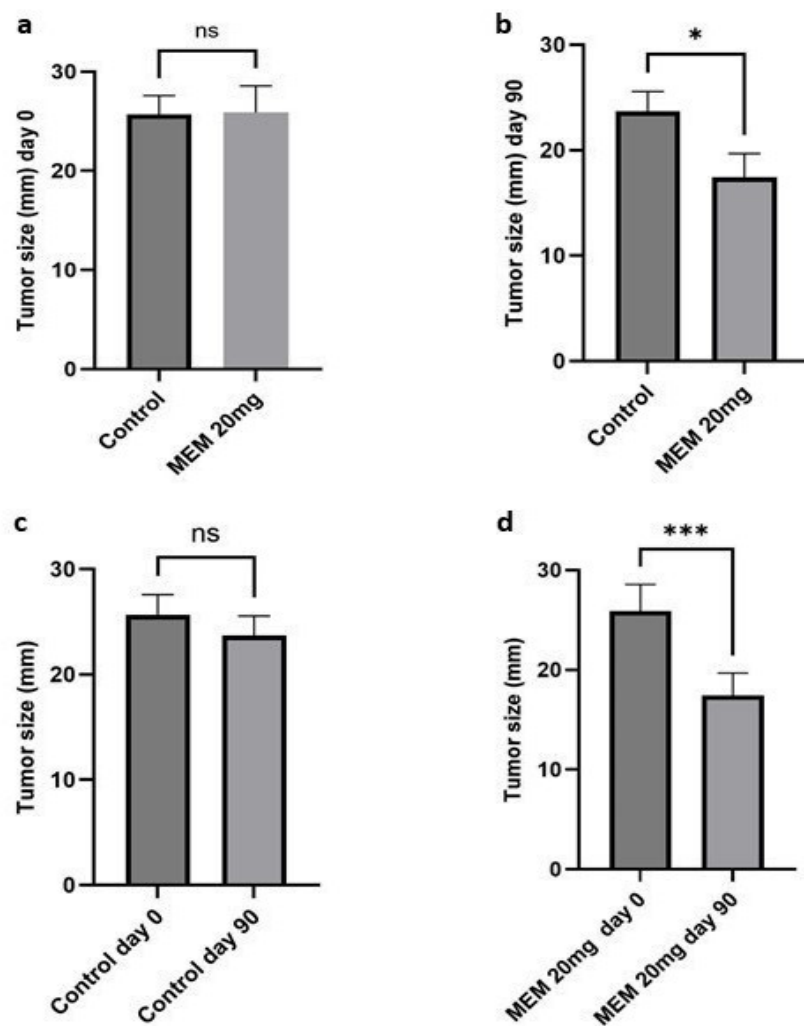 a
ns
Tumor size (mm) day 0
30
20
10
0
Control
MEM 20mg
b
*
Tumor size (mm) day 90
30
20
10
0
Control
MEM 20mg
c
ns
Tumor size (mm)
30
20
10
0
Control day 0
Control day 90
d
***
Tumor size (mm)
30
20
10
0
MEM 20mg day 0
MEM 20mg day 90